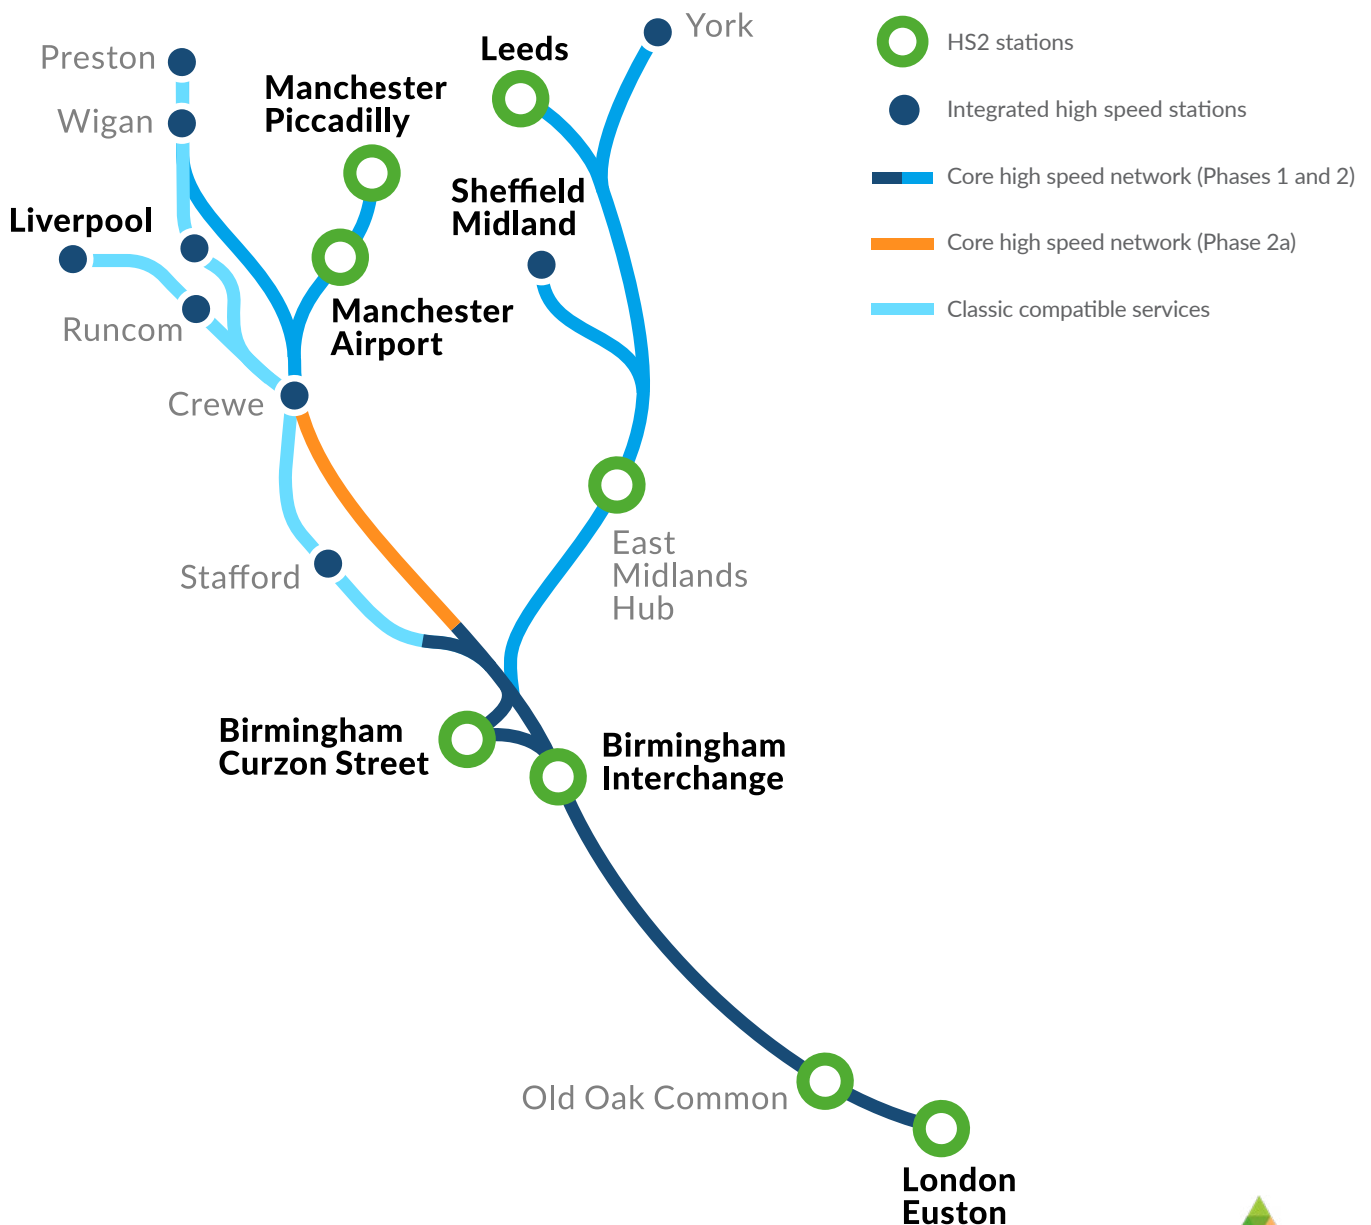 York
Leeds
Preston
Manchester
Piccadilly
Wigan
Sheffield
Midland
Liverpool
Manchester
Airport
Runcorn
Crewe
East
Midlands
Hub
Stafford
Birmingham
Curzon Street
Birmingham
Interchange
Old Oak Common
London
Euston
HS2 stations
Integrated high speed stations
Core high speed network (Phases 1 and 2)
Core high speed network (Phase 2a)
Classic compatible services